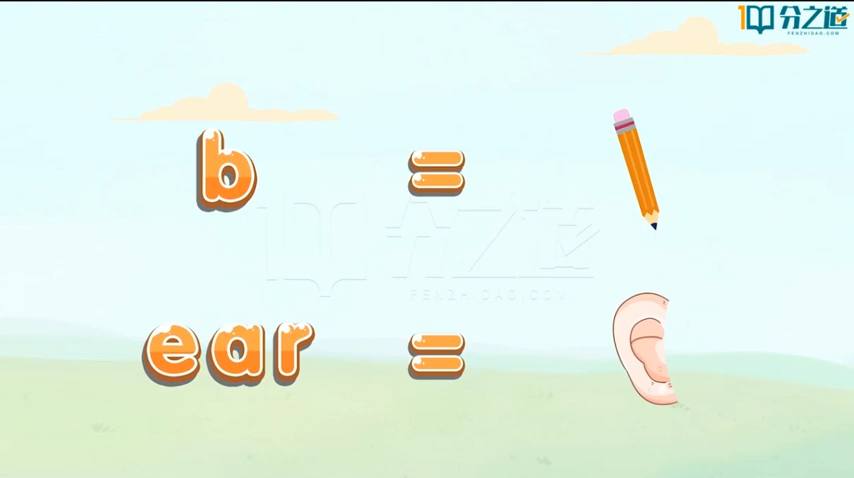 1分之道
FENZHIDAO.COM
b =
分之道
FENZHIDAO.COM
ear =